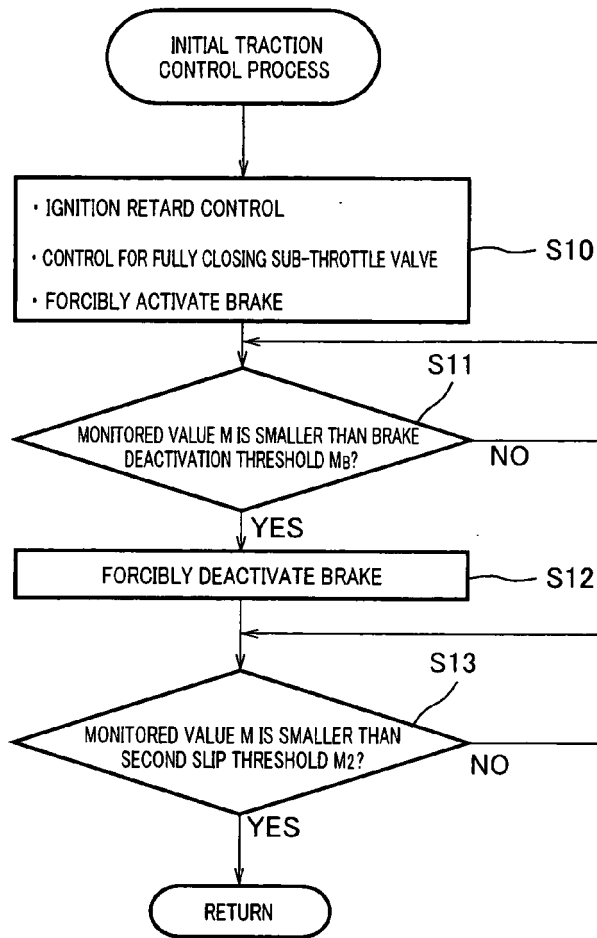 INITIAL TRACTION
CONTROL PROCESS
· IGNITION RETARD CONTROL
· CONTROL FOR FULLY CLOSING SUB-THROTTLE VALVE
· FORCIBLY ACTIVATE BRAKE
S10
S11
MONITORED VALUE M IS SMALLER THAN BRAKE
DEACTIVATION THRESHOLD MB?
NO
YES
FORCIBLY DEACTIVATE BRAKE
S12
S13
MONITORED VALUE M IS SMALLER THAN
SECOND SLIP THRESHOLD M2?
NO
YES
RETURN